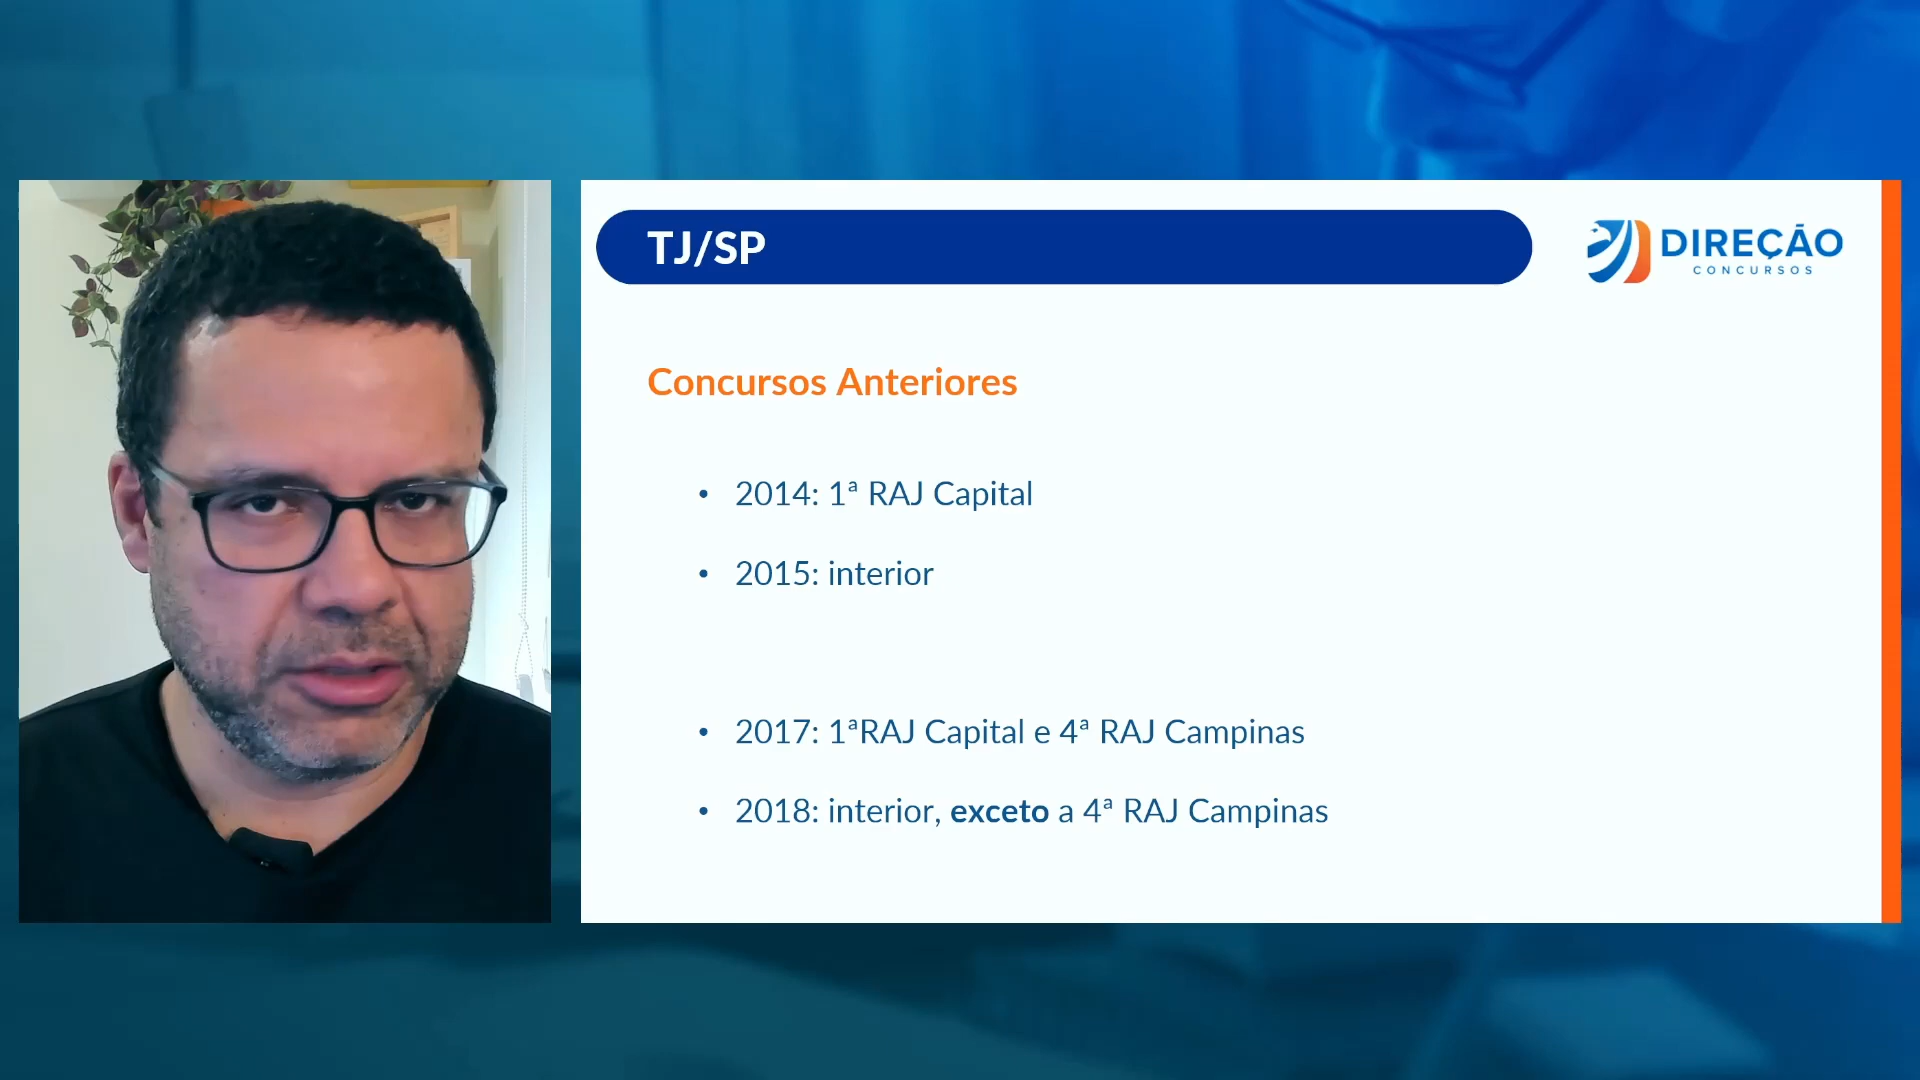 TJ/SP
DIREÇÃO
CONCURSOS
Concursos Anteriores
• 2014: 1ª RAJ Capital
• 2015: interior
• 2017: 1ªRAJ Capital e 4ª RAJ Campinas
• 2018: interior, exceto a 4ª RAJ Campinas